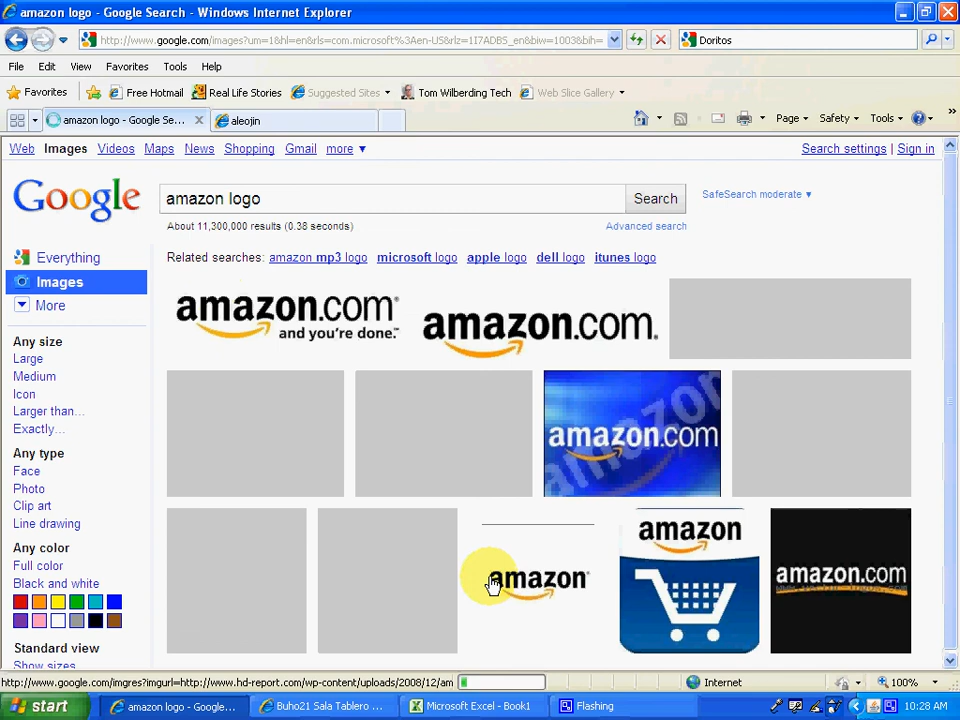 amazon logo - Google Search - Windows Internet Explorer
http://www.google.com/images?um=1&hl=en&rls=com.microsoft%3Aen-US&rlz=1I7ADBS_en&biw=1003&bih=
Doritos
File Edit View Favorites Tools Help
Favorites Free Hotmail Real Life Stories Suggested Sites Tom Wilberding Tech Web Slice Gallery
amazon logo - Google Se... aleojin Page Safety Tools
Web Images Videos Maps News Shopping Gmail more Search settings | Sign in
Google amazon logo Search SafeSearch moderate
About 11,300,000 results (0.38 seconds) Advanced search
Related searches: amazon mp3 logo microsoft logo apple logo dell logo itunes logo
Everything
Images
More
Any size
Large
Medium
Icon
Larger than...
Exactly...
Any type
Face
Photo
Clip art
Line drawing
Any color
Full color
Black and white
Standard view
Show sizes
amazon.com®
and you're done.™
amazon.com.
amazon.com
amazon
amazon
amazon
amazon.com
http://www.google.com/imgres?imgurl=http://www.hd-report.com/wp-content/uploads/2008/12/am Internet 100%
start amazon logo - Google... Buho21 Sala Tablero ... Microsoft Excel - Book1 Flashing 10:28 AM